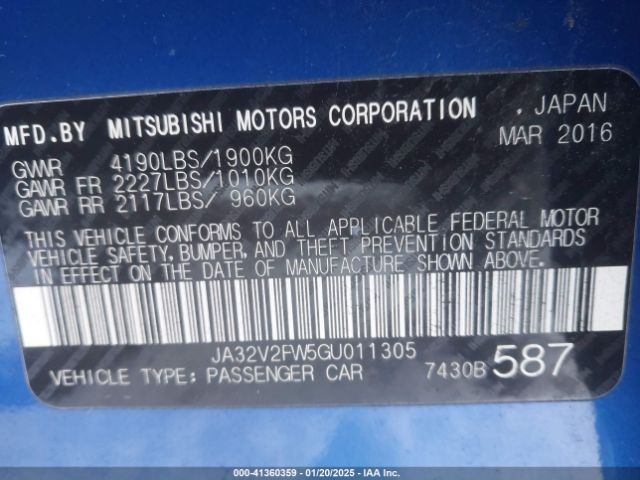 MFD.BY MITSUBISHI MOTORS CORPORATION . JAPAN
MAR 2016
GVWR 4190LBS/1900KG
GAWR FR 2227LBS/1010KG
GAWR RR 2117LBS/ 960KG
THIS VEHICLE CONFORMS TO ALL APPLICABLE FEDERAL MOTOR
VEHICLE SAFETY, BUMPER, AND THEFT PREVENTION STANDARDS
IN EFFECT ON THE DATE OF MANUFACTURE SHOWN ABOVE.
JA32V2FW5GU011305
VEHICLE TYPE: PASSENGER CAR 7430B 587
000-41360359 - 01/20/2025 - IAA Inc.